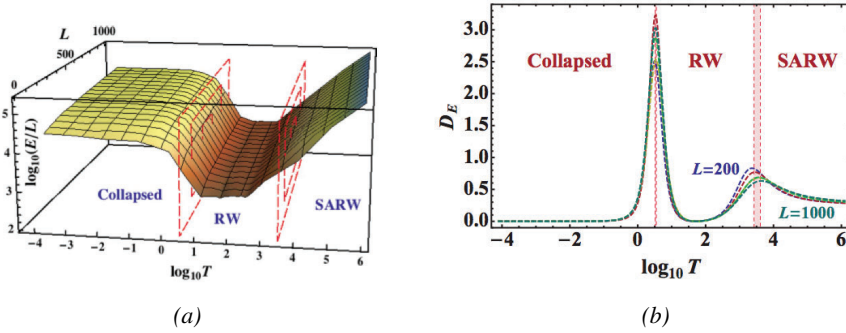 L
1000
500
0
5
4
3
2
log₁₀(E/L)
Collapsed
RW
SARW
−4 −3 −2 −1 0 1 2 3 4 5 6
log₁₀T
(a)
3.0
2.5
2.0
1.5
1.0
0.5
0.0
D_E
Collapsed RW SARW
L=200
L=1000
−4 −2 0 2 4 6
log₁₀ T
(b)